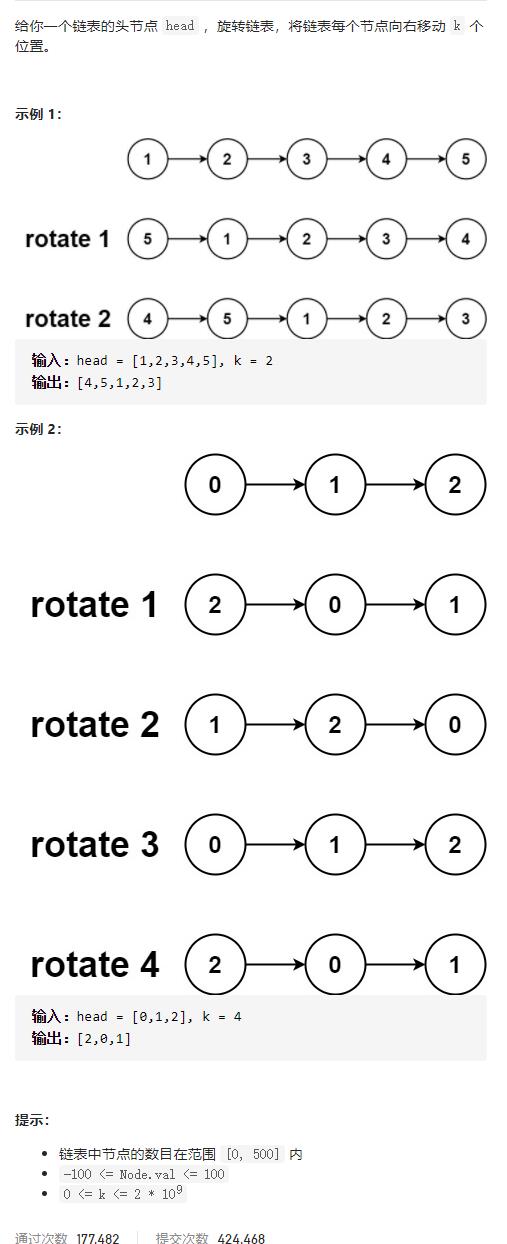 给你一个链表的头节点 head ，旋转链表，将链表每个节点向右移动 k 个
位置。
示例 1：
1 2 3 4 5
rotate 1 5 1 2 3 4
rotate 2 4 5 1 2 3
输入：head = [1,2,3,4,5], k = 2
输出：[4,5,1,2,3]
示例 2：
0 1 2
rotate 1 2 0 1
rotate 2 1 2 0
rotate 3 0 1 2
rotate 4 2 0 1
输入：head = [0,1,2], k = 4
输出：[2,0,1]
提示：
链表中节点的数目在范围 [0, 500] 内
-100 <= Node.val <= 100
0 <= k <= 2 * 10⁹
通过次数 177,482 提交次数 424,468